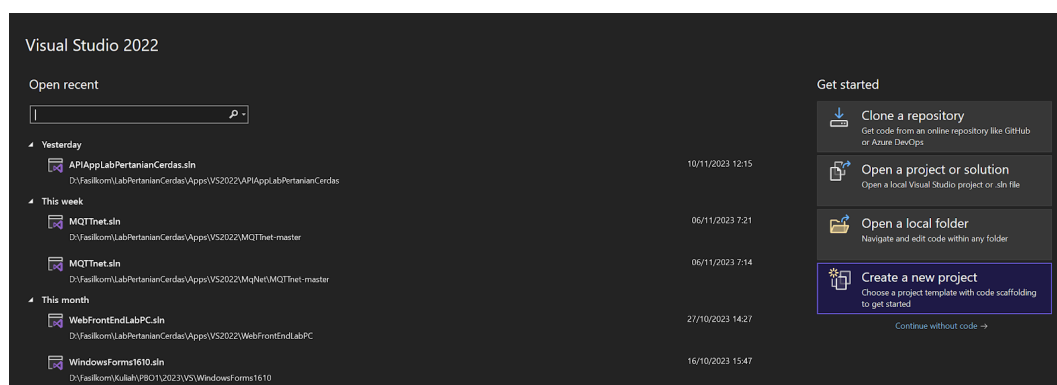 Visual Studio 2022
Open recent
Yesterday
APIAppLabPertanianCerdas.sln 10/11/2023 12:15
D:\Fasilkom\LabPertanianCerdas\Apps\VS2022\APIAppLabPertanianCerdas
This week
MQTTnet.sln 06/11/2023 7:21
D:\Fasilkom\LabPertanianCerdas\Apps\VS2022\MQTTnet-master
MQTTnet.sln 06/11/2023 7:14
D:\Fasilkom\LabPertanianCerdas\Apps\VS2022\MqNet\MQTTnet-master
This month
WebFrontEndLabPC.sln 27/10/2023 14:27
D:\Fasilkom\LabPertanianCerdas\Apps\VS2022\WebFrontEndLabPC
WindowsForms1610.sln 16/10/2023 15:47
D:\Fasilkom\Kuliah\PBO1\2023\VS\WindowsForms1610
Get started
Clone a repository
Get code from an online repository like GitHub
or Azure DevOps
Open a project or solution
Open a local Visual Studio project or .sln file
Open a local folder
Navigate and edit code within any folder
Create a new project
Choose a project template with code scaffolding
to get started
Continue without code →